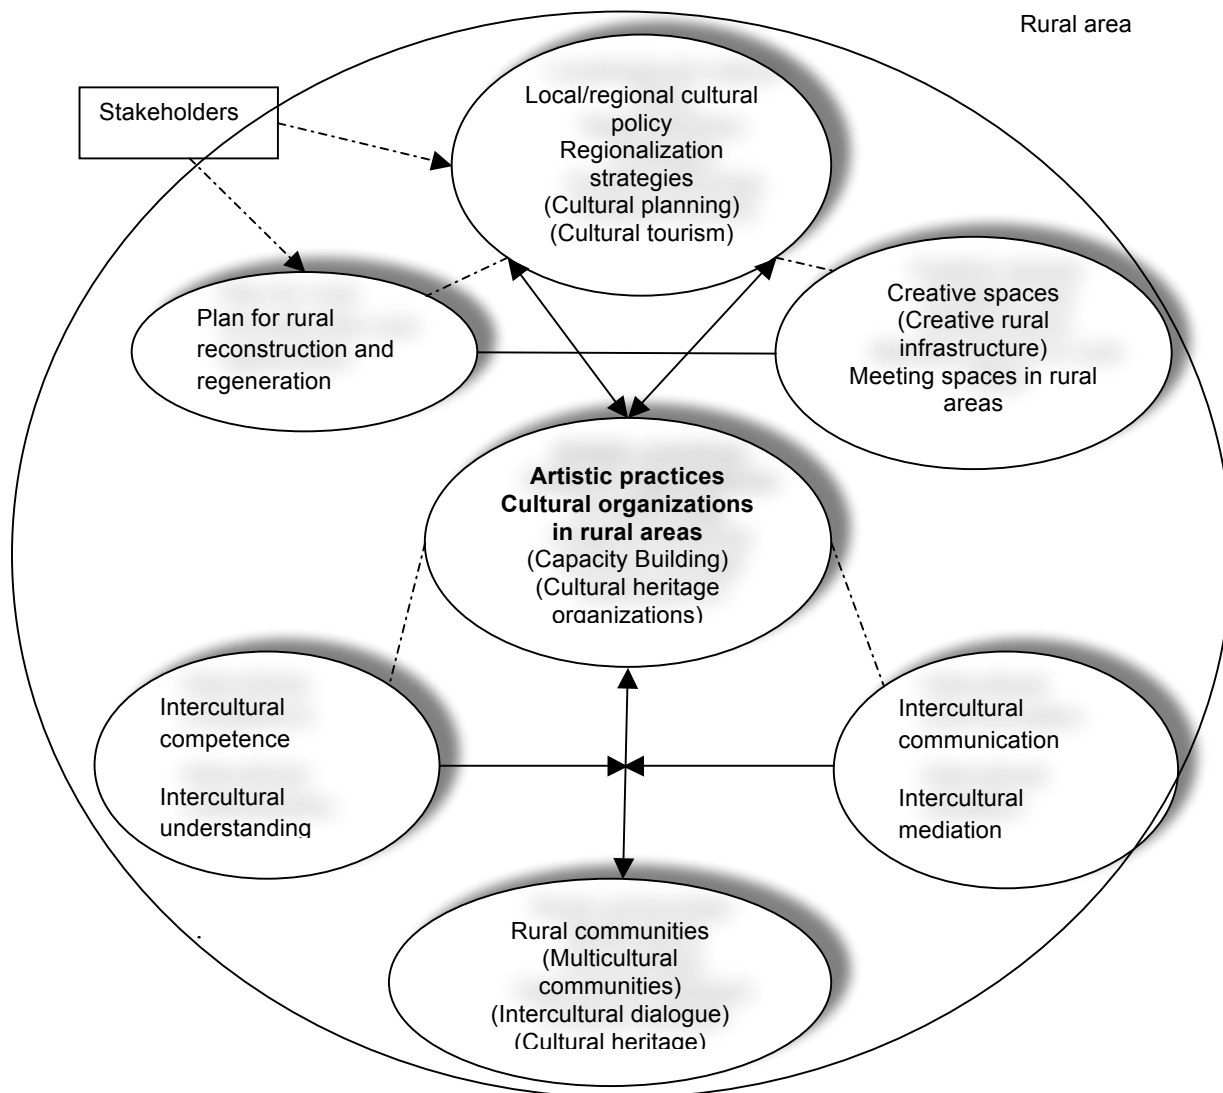 Rural area
Stakeholders
Local/regional cultural
policy
Regionalization
strategies
(Cultural planning)
(Cultural tourism)
Plan for rural
reconstruction and
regeneration
Creative spaces
(Creative rural
infrastructure)
Meeting spaces in rural
areas
Artistic practices
Cultural organizations
in rural areas
(Capacity Building)
(Cultural heritage
organizations)
Intercultural
competence
Intercultural
understanding
Intercultural
communication
Intercultural
mediation
Rural communities
(Multicultural
communities)
(Intercultural dialogue)
(Cultural heritage)